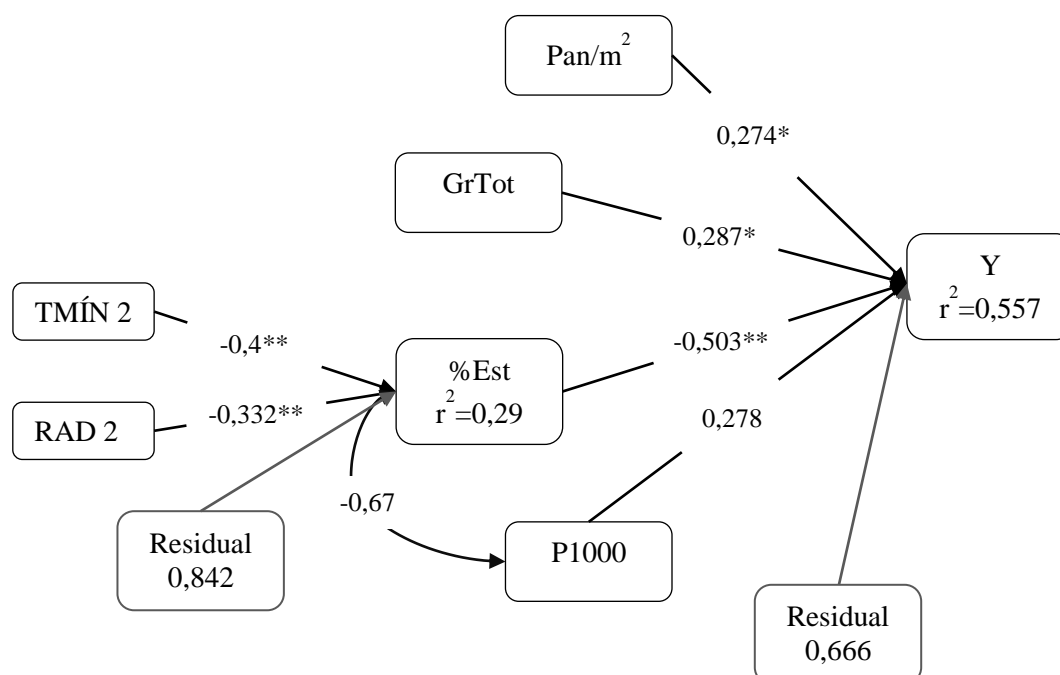 Pan/m²
0,274*
GrTot
0,287*
Y
r²=0,557
TMÍN 2
-0,4**
%Est
r²=0,29
-0,503**
RAD 2
-0,332**
0,278
-0,67
Residual
0,842
P1000
Residual
0,666